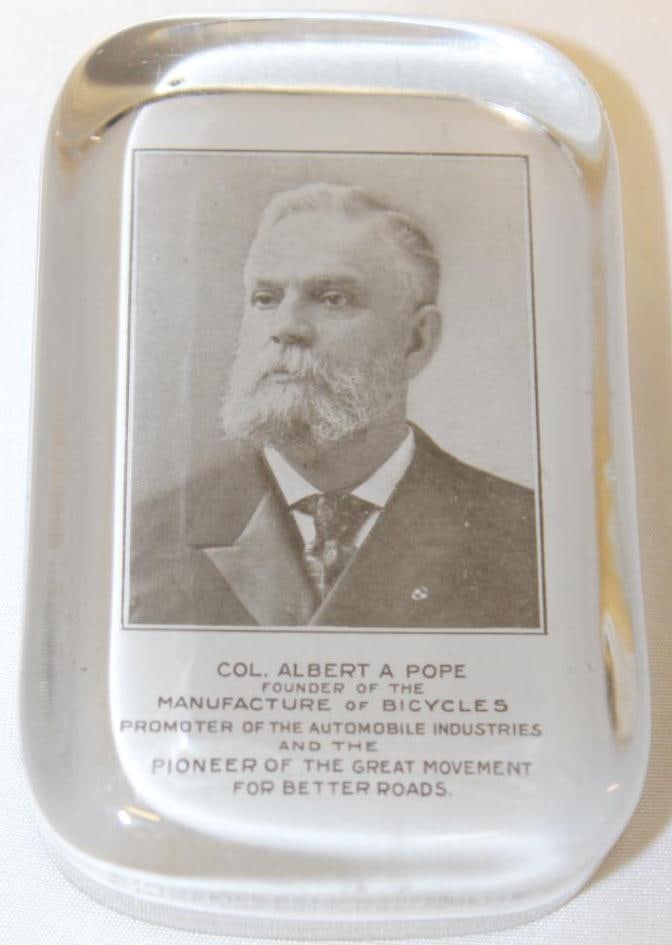 COL. ALBERT A POPE
FOUNDER OF THE
MANUFACTURE OF BICYCLES
PROMOTER OF THE AUTOMOBILE INDUSTRIES
AND THE
PIONEER OF THE GREAT MOVEMENT
FOR BETTER ROADS.